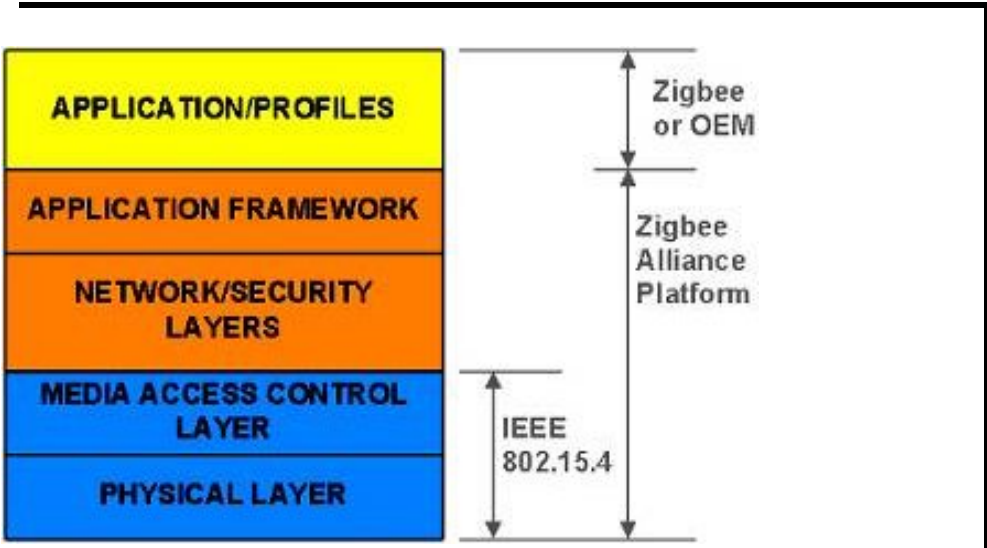 APPLICATION/PROFILES
APPLICATION FRAMEWORK
NETWORK/SECURITY
LAYERS
MEDIA ACCESS CONTROL
LAYER
PHYSICAL LAYER
Zigbee
or OEM
Zigbee
Alliance
Platform
IEEE
802.15.4